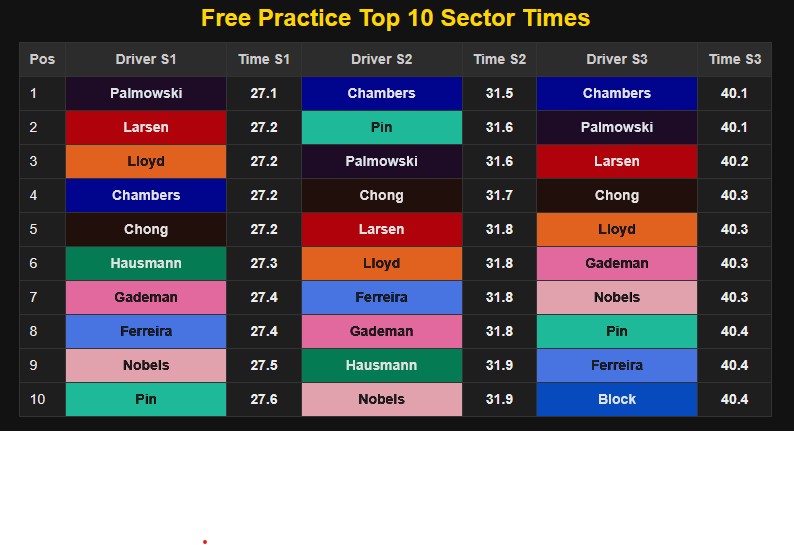 Free Practice Top 10 Sector Times
Pos Driver S1 Time S1 Driver S2 Time S2 Driver S3 Time S3
1 Palmowski 27.1 Chambers 31.5 Chambers 40.1
2 Larsen 27.2 Pin 31.6 Palmowski 40.1
3 Lloyd 27.2 Palmowski 31.6 Larsen 40.2
4 Chambers 27.2 Chong 31.7 Chong 40.3
5 Chong 27.2 Larsen 31.8 Lloyd 40.3
6 Hausmann 27.3 Lloyd 31.8 Gademan 40.3
7 Gademan 27.4 Ferreira 31.8 Nobels 40.3
8 Ferreira 27.4 Gademan 31.8 Pin 40.4
9 Nobels 27.5 Hausmann 31.9 Ferreira 40.4
10 Pin 27.6 Nobels 31.9 Block 40.4